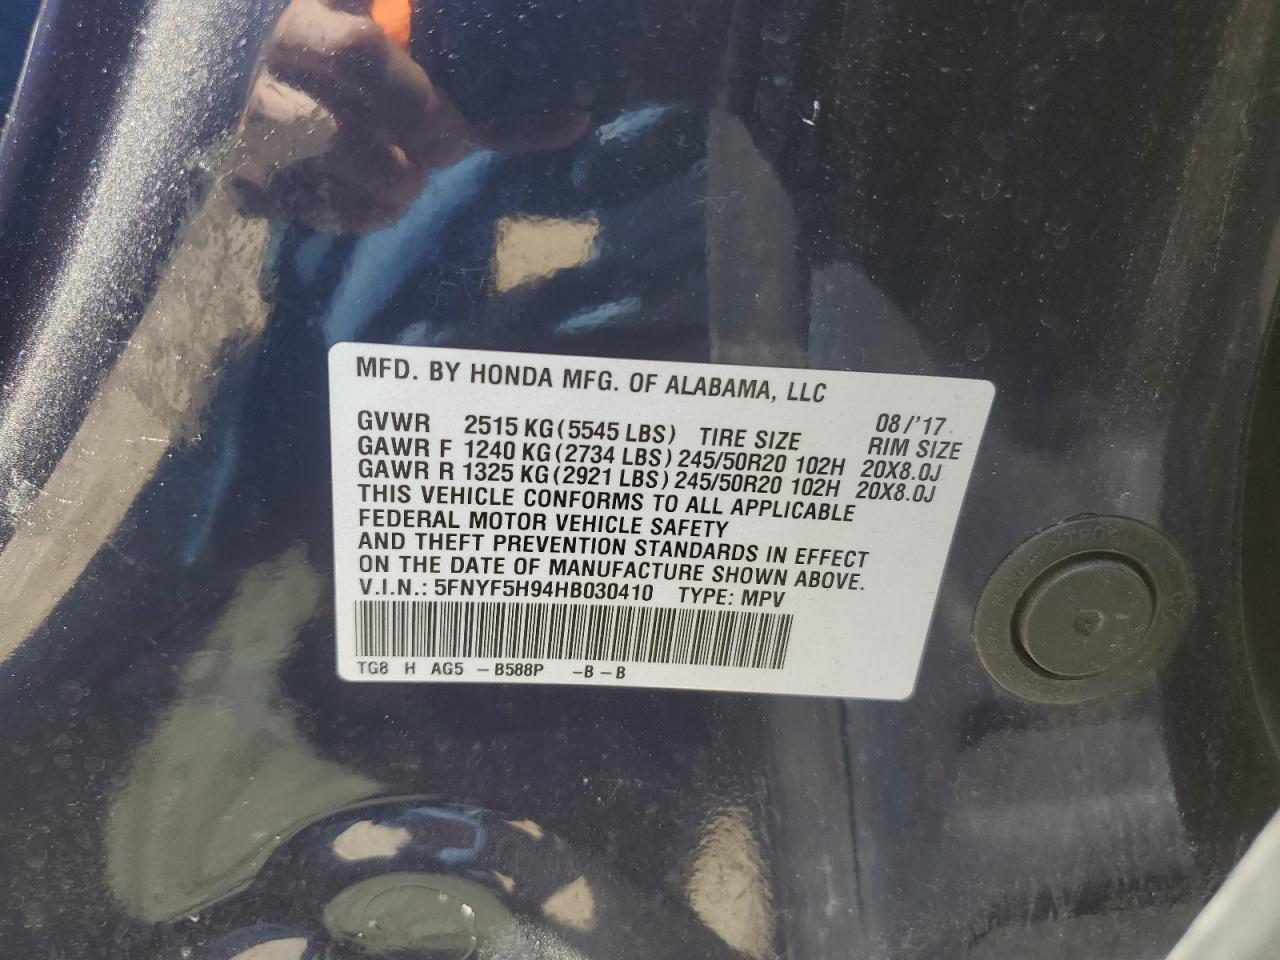 MFD. BY HONDA MFG. OF ALABAMA, LLC
08/'17
GVWR 2515 KG (5545 LBS) TIRE SIZE RIM SIZE
GAWR F 1240 KG (2734 LBS) 245/50R20 102H 20X8.0J
GAWR R 1325 KG (2921 LBS) 245/50R20 102H 20X8.0J
THIS VEHICLE CONFORMS TO ALL APPLICABLE
FEDERAL MOTOR VEHICLE SAFETY
AND THEFT PREVENTION STANDARDS IN EFFECT
ON THE DATE OF MANUFACTURE SHOWN ABOVE.
V.I.N.: 5FNYF5H94HB030410 TYPE: MPV
TG8 H AG5 -B588P -B-B